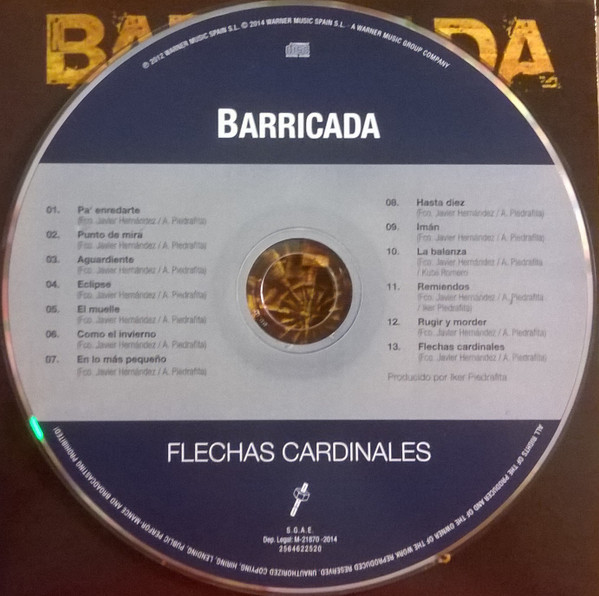 BARRICADA
℗ 2012 WARNER MUSIC SPAIN S.L. © 2014 WARNER MUSIC SPAIN S.L. - A WARNER MUSIC GROUP COMPANY
BARRICADA
01. Pa' enredarte
(Fco. Javier Hernández / A. Piedrafita)
02. Punto de mira
(Fco. Javier Hernández / A. Piedrafita)
03. Aguardiente
(Fco. Javier Hernández / A. Piedrafita)
04. Eclipse
(Fco. Javier Hernández / A. Piedrafita)
05. El muelle
(Fco. Javier Hernández / A. Piedrafita)
06. Como el invierno
(Fco. Javier Hernández / A. Piedrafita)
07. En lo más pequeño
(Fco. Javier Hernández / A. Piedrafita)
08. Hasta diez
(Fco. Javier Hernández / A. Piedrafita)
09. Imán
(Fco. Javier Hernández / A. Piedrafita)
10. La balanza
(Fco. Javier Hernández / A. Piedrafita
/ Kutxi Romero)
11. Remiendos
(Fco. Javier Hernández / A. Piedrafita
/ Iker Piedrafita)
12. Rugir y morder
(Fco. Javier Hernández / A. Piedrafita)
13. Flechas cardinales
(Fco. Javier Hernández / A. Piedrafita)
Producido por Iker Piedrafita
FLECHAS CARDINALES
S.G.A.E.
Dep. Legal: M-21870 -2014
2564622520
ALL RIGHTS OF THE PRODUCER AND OF THE OWNER OF THE WORK REPRODUCED RESERVED. UNAUTHORIZED COPYING, HIRING, LENDING, PUBLIC PERFORMANCE AND BROADCASTING PROHIBITED!